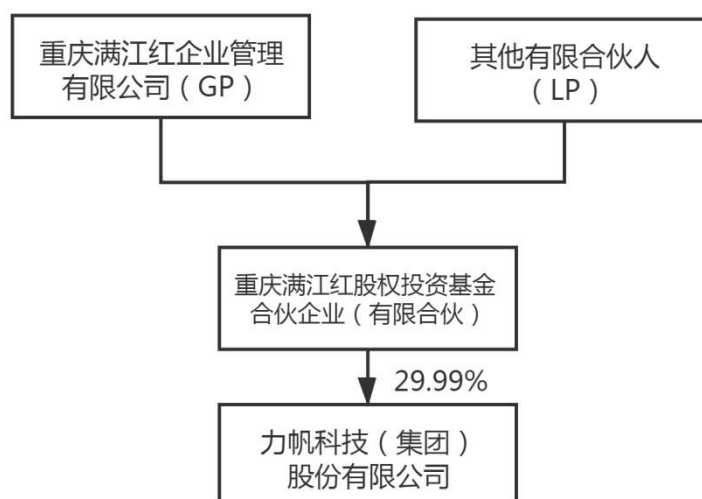 重庆满江红企业管理
有限公司（GP）
其他有限合伙人
（LP）
重庆满江红股权投资基金
合伙企业（有限合伙）
29.99%
力帆科技（集团）
股份有限公司